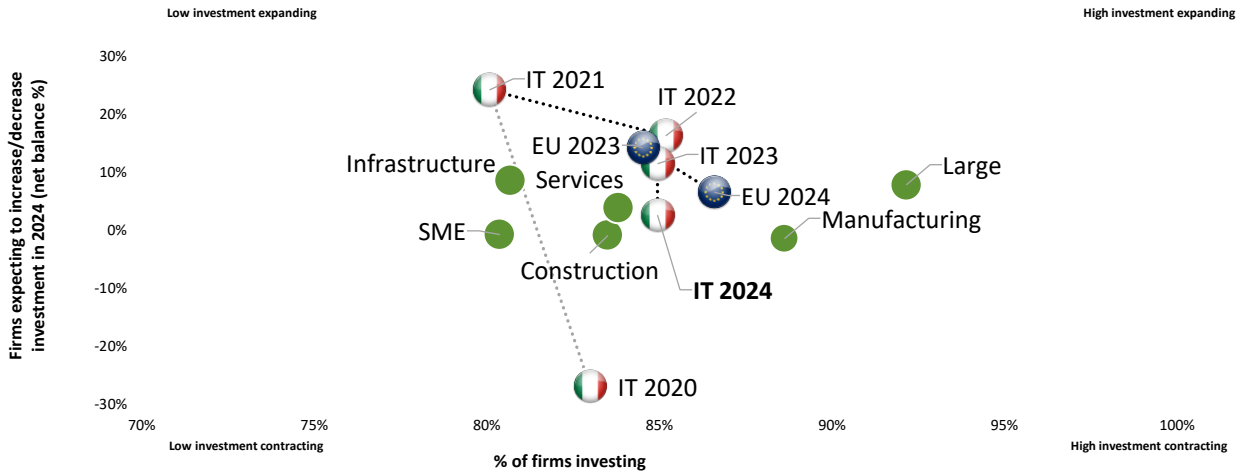 Low investment expanding
High investment expanding
Firms expecting to increase/decrease
investment in 2024 (net balance %)
30%
20%
10%
0%
-10%
-20%
-30%
IT 2021
IT 2022
EU 2023
IT 2023
Infrastructure
Services
Large
EU 2024
SME
Manufacturing
Construction
IT 2024
IT 2020
70%
75%
80%
85%
90%
95%
100%
Low investment contracting
High investment contracting
% of firms investing